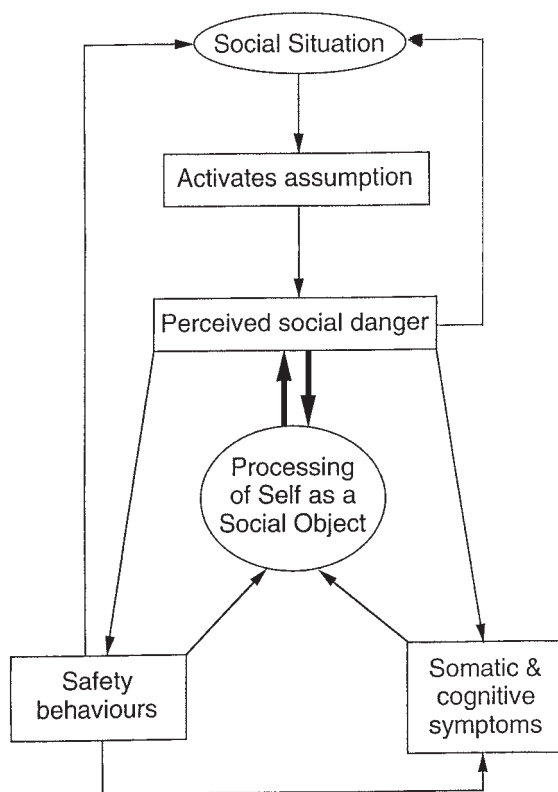 Social Situation
Activates assumption
Perceived social danger
Processing
of Self as a
Social Object
Safety
behaviours
Somatic &
cognitive
symptoms